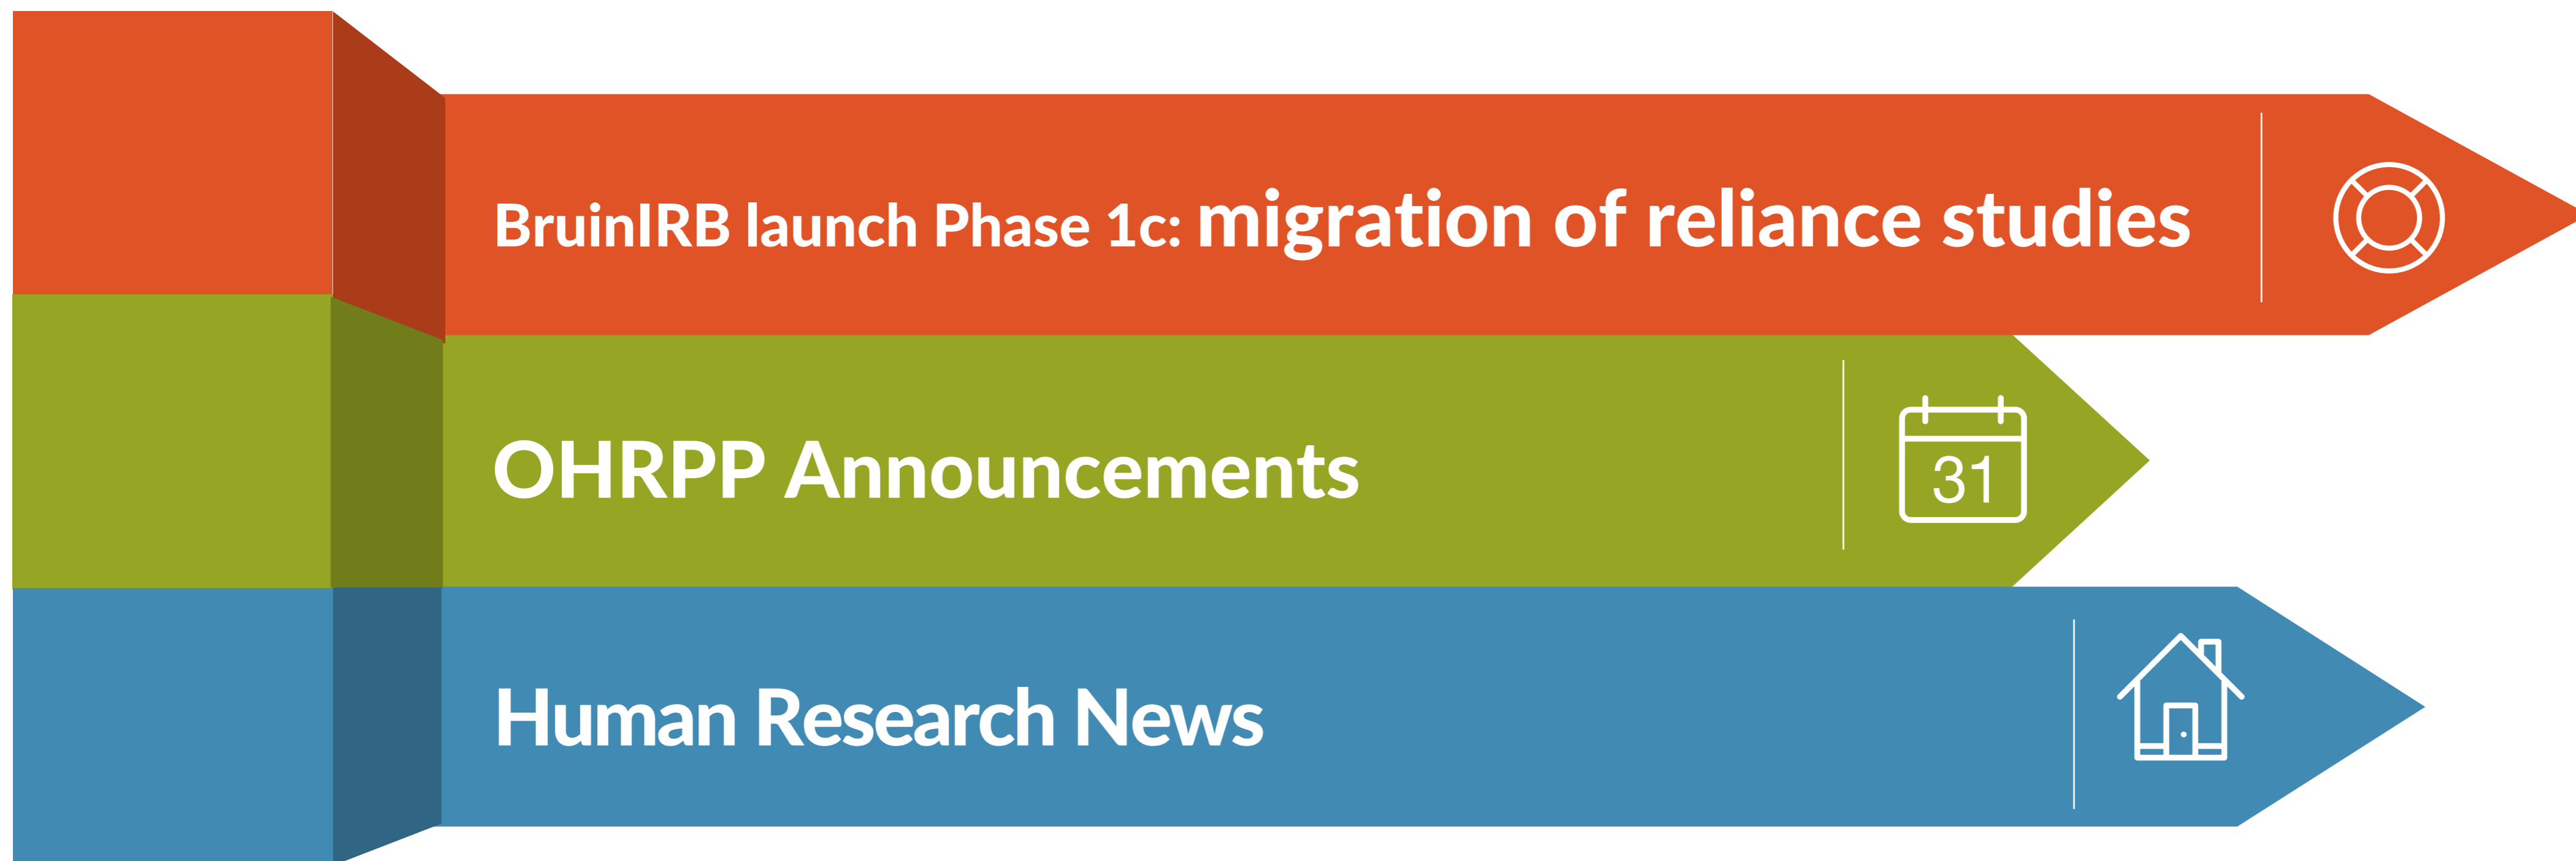 BruinIRB launch Phase 1c: migration of reliance studies
OHRPP Announcements
31
Human Research News